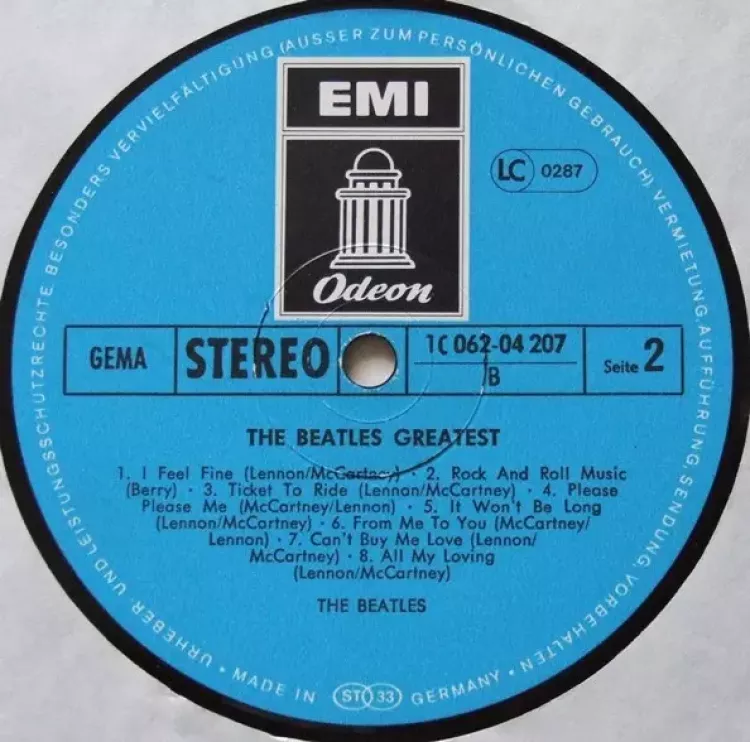 URHEBER- UND LEISTUNGSSCHUTZRECHTE, BESONDERS VERVIELFÄLTIGUNG (AUSSER ZUM PERSÖNLICHEN GEBRAUCH), VERMIETUNG, AUFFÜHRUNG, SENDUNG, VORBEHALTEN
EMI
Odeon
LC 0287
GEMA STEREO 1C 062-04 207 Seite 2
B
THE BEATLES GREATEST
1. I Feel Fine (Lennon/McCartney) · 2. Rock And Roll Music
(Berry) · 3. Ticket To Ride (Lennon/McCartney) · 4. Please
Please Me (McCartney/Lennon) · 5. It Won't Be Long
(Lennon/McCartney) · 6. From Me To You (McCartney/
Lennon) · 7. Can't Buy Me Love (Lennon/
McCartney) · 8. All My Loving
(Lennon/McCartney)
THE BEATLES
· MADE IN ST 33 GERMANY ·